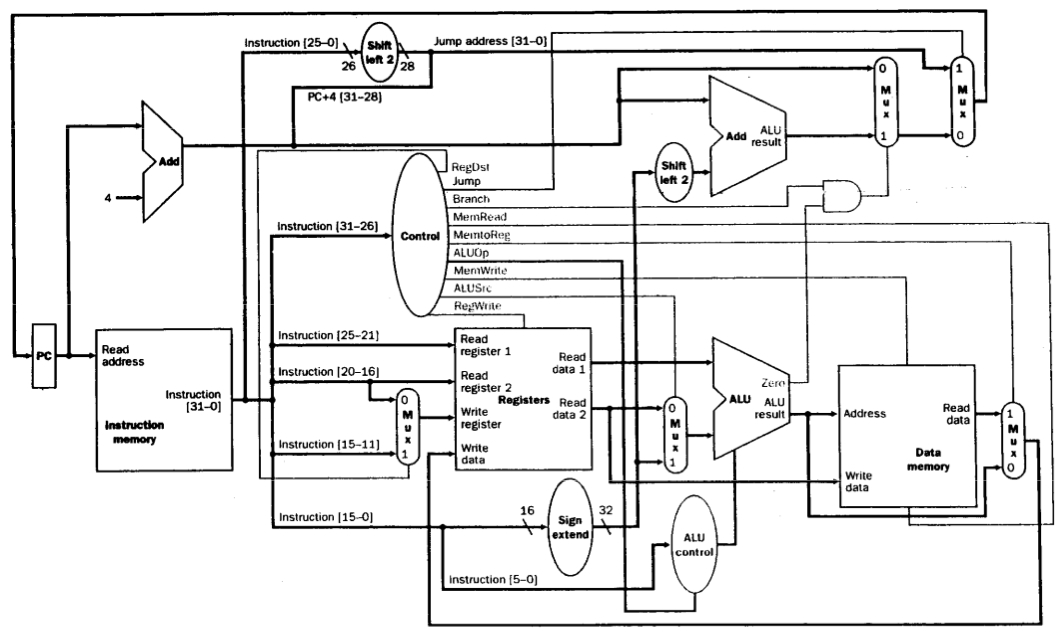 Instruction [25–0]
Shift
left 2
Jump address [31–0]
26
28
PC+4 [31–28]
Add
4
0
M
u
x
1
1
M
u
x
0
Add
ALU
result
Shift
left 2
RegDst
Jump
Branch
MemRead
MemtoReg
ALUOp
MemWrite
ALUSrc
RegWrite
Control
Instruction [31–26]
PC
Read
address
Instruction
[31–0]
Instruction
memory
Instruction [25–21]
Instruction [20–16]
Instruction [15–11]
0
M
u
x
1
Read
register 1
Read
register 2
Write
register
Write
data
Registers
Read
data 1
Read
data 2
0
M
u
x
1
Zero
ALU
ALU
result
Address
Write
data
Read
data
Data
memory
1
M
u
x
0
Instruction [15–0]
16
Sign
extend
32
ALU
control
Instruction [5–0]